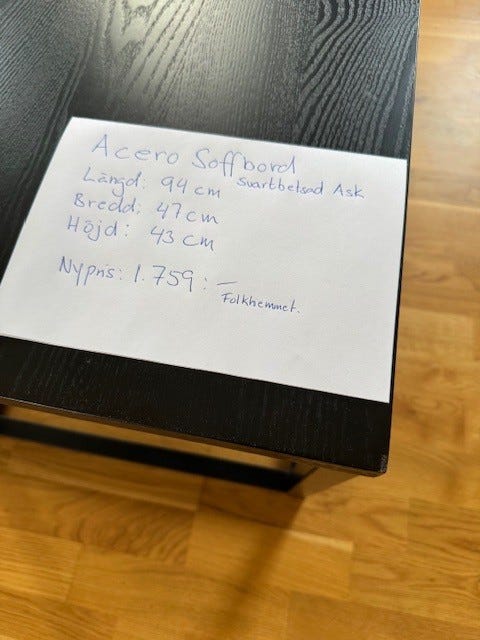 Acero Soffbord
Svartbetsad Ask
Längd: 94 cm
Bredd: 47 cm
Höjd: 43 cm
Nypris: 1.759:-
Folkhemmet.